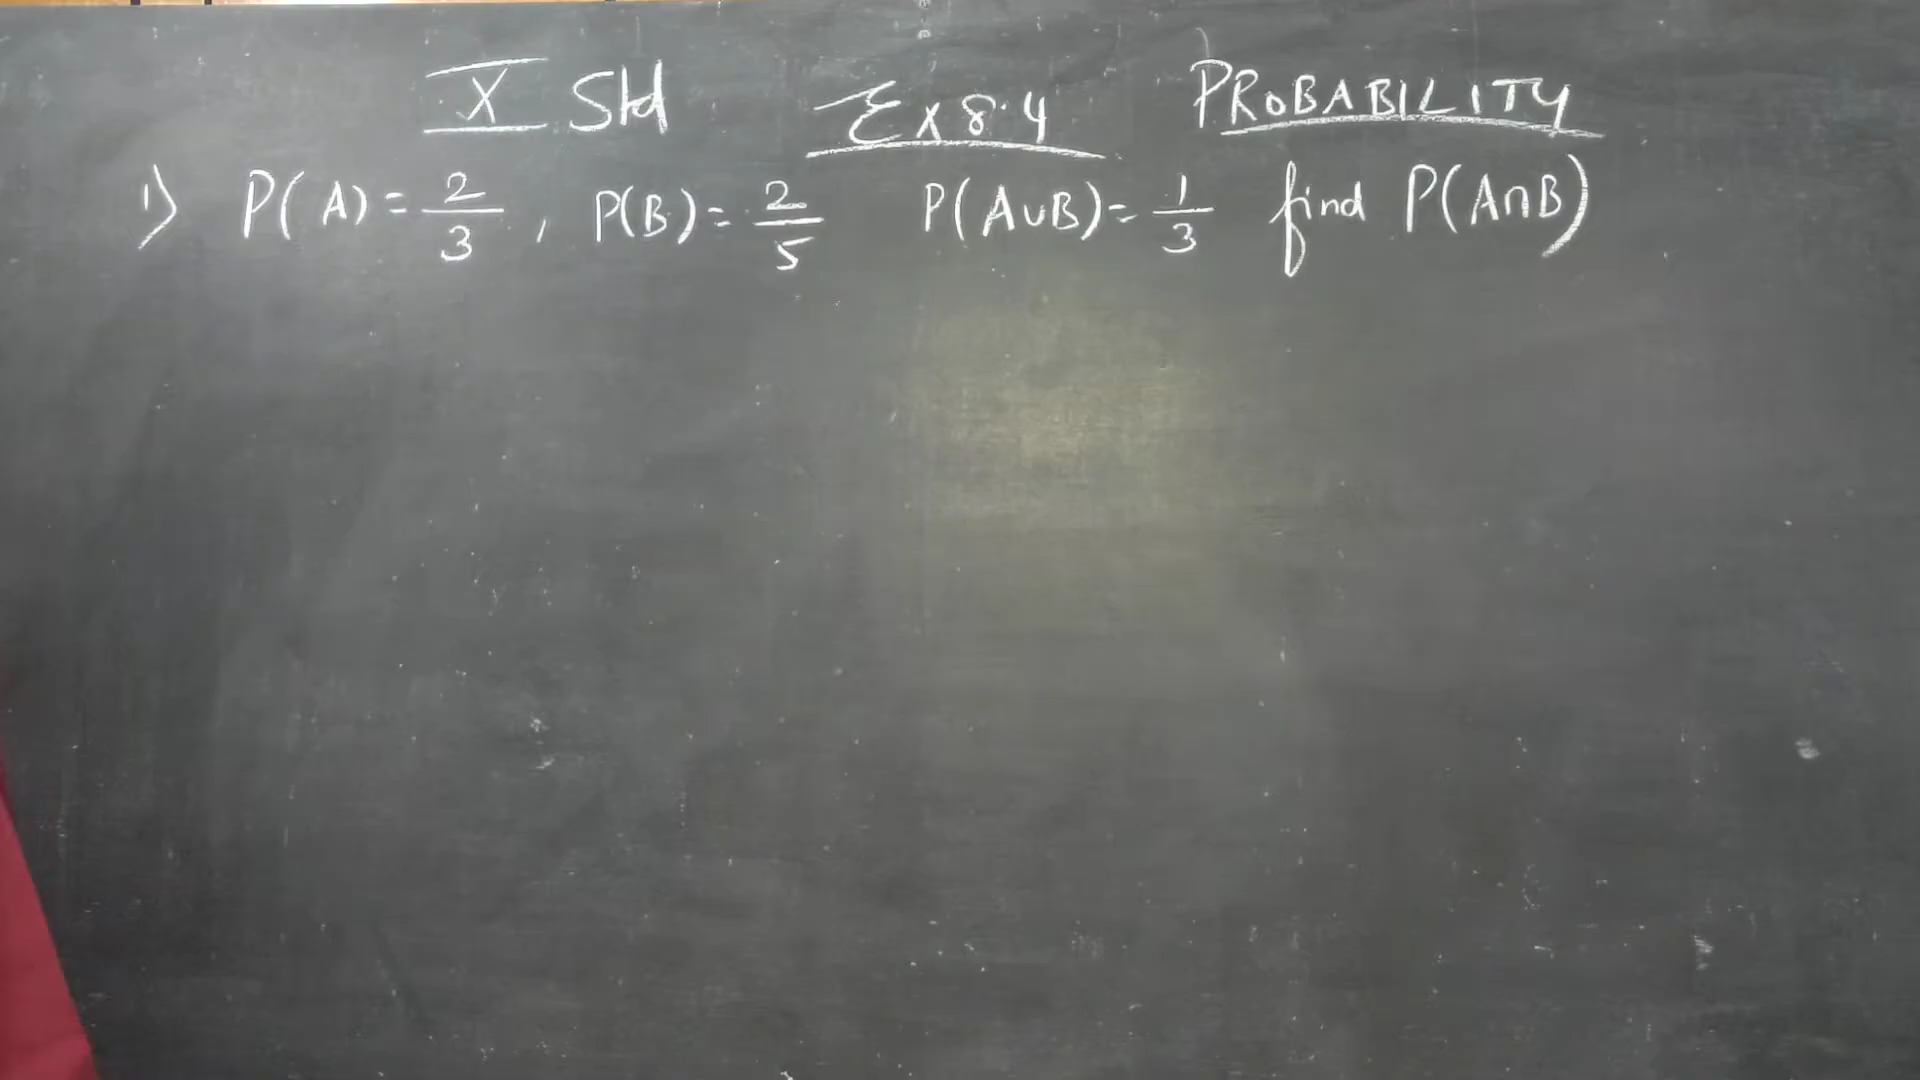 X Std Ex 8.4 PROBABILITY
1) P(A) = 2/3, P(B) = 2/5 P(A∪B) = 1/3 find P(A∩B)